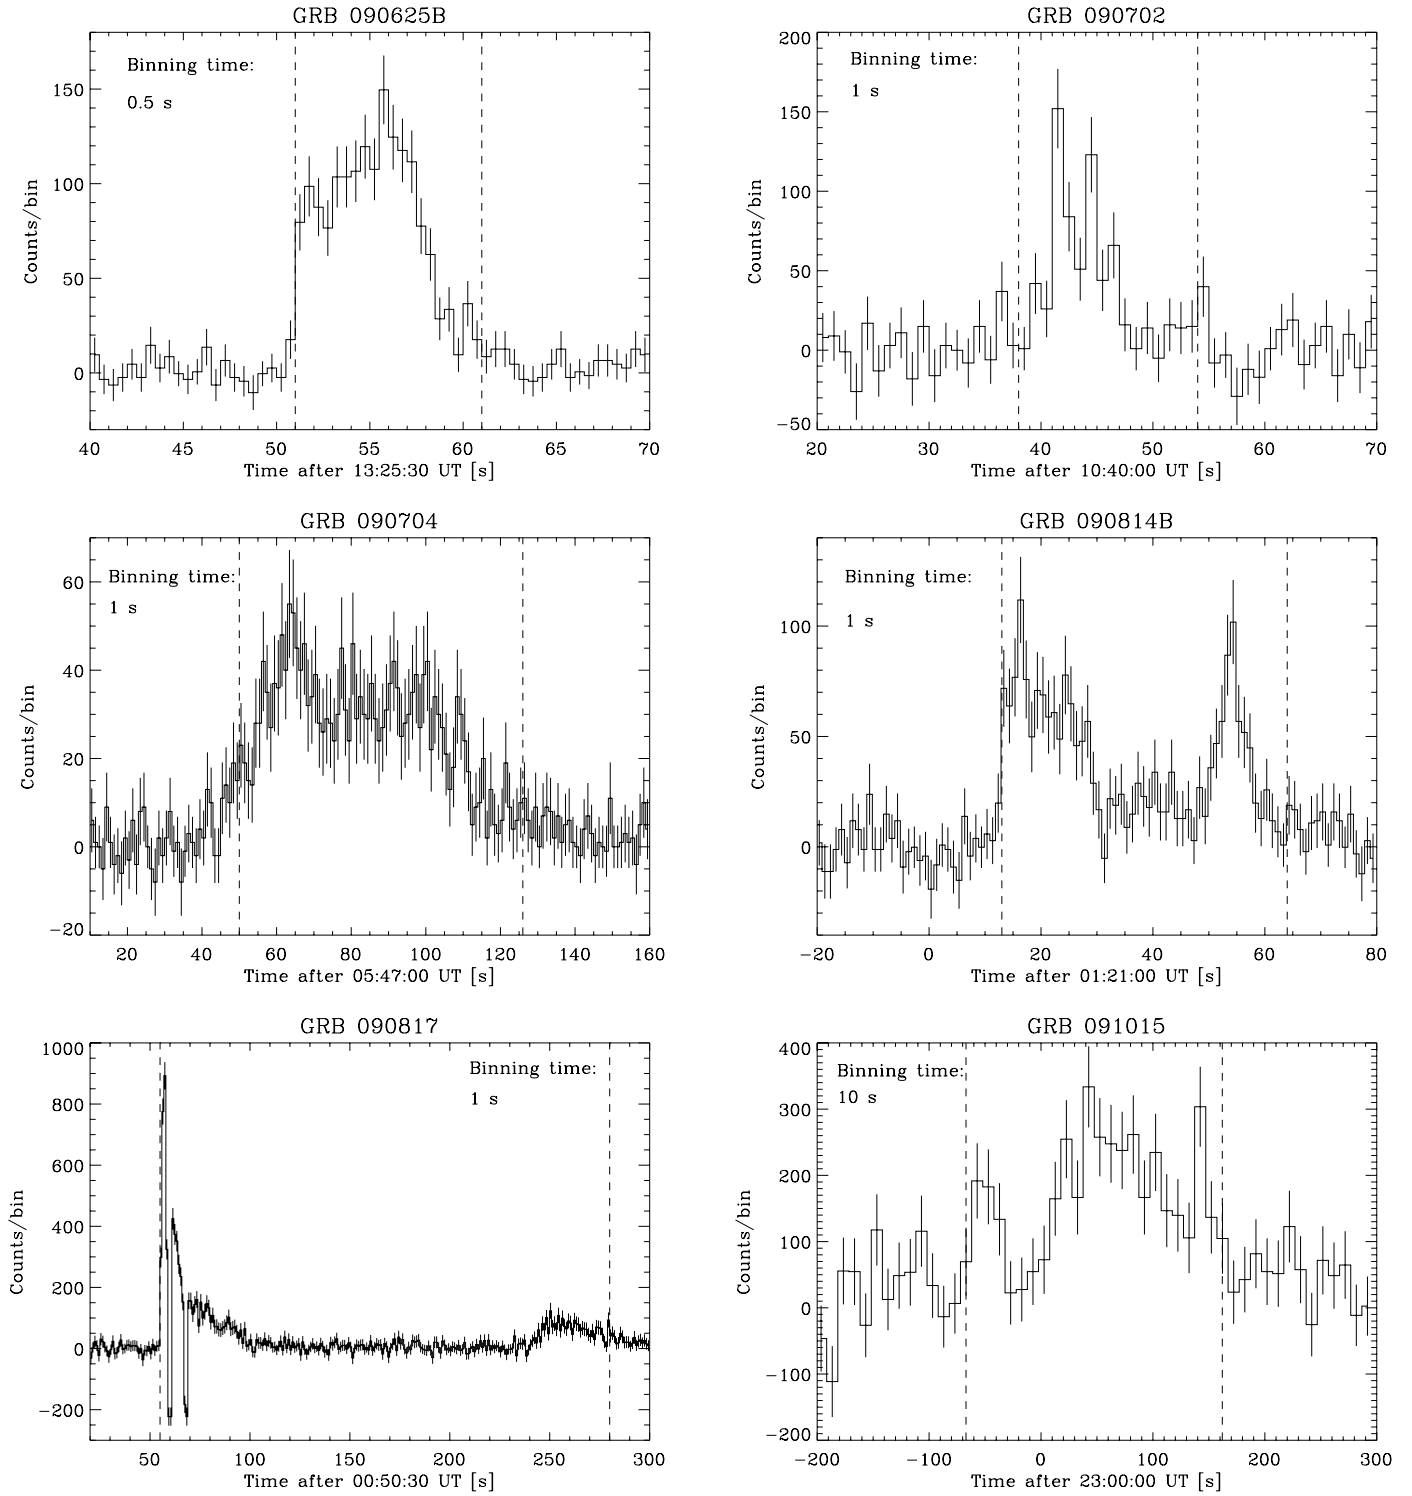 GRB 090625B
Binning time:
0.5 s
150
100
50
0
Counts/bin
40 45 50 55 60 65 70
Time after 13:25:30 UT [s]
GRB 090702
Binning time:
1 s
200
150
100
50
0
−50
Counts/bin
20 30 40 50 60 70
Time after 10:40:00 UT [s]
GRB 090704
Binning time:
1 s
60
40
20
0
−20
Counts/bin
20 40 60 80 100 120 140 160
Time after 05:47:00 UT [s]
GRB 090814B
Binning time:
1 s
100
50
0
Counts/bin
−20 0 20 40 60 80
Time after 01:21:00 UT [s]
GRB 090817
Binning time:
1 s
1000
800
600
400
200
0
−200
Counts/bin
50 100 150 200 250 300
Time after 00:50:30 UT [s]
GRB 091015
Binning time:
10 s
400
300
200
100
0
−100
−200
Counts/bin
−200 −100 0 100 200 300
Time after 23:00:00 UT [s]